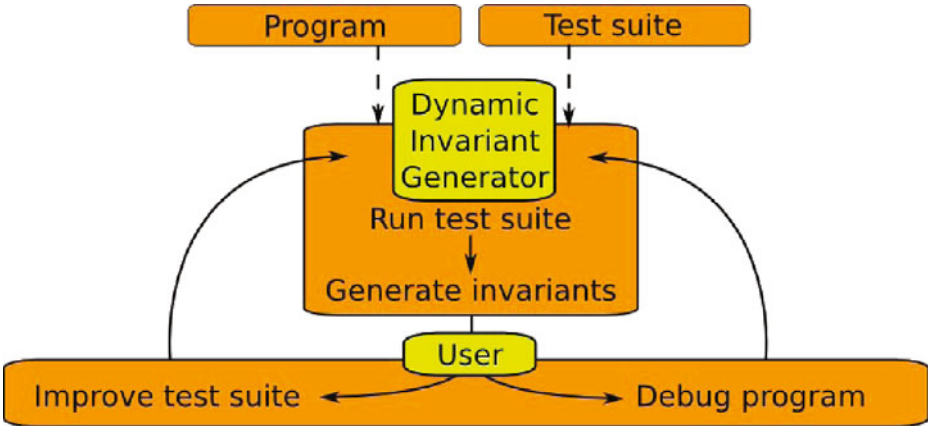 Program
Test suite
Dynamic
Invariant
Generator
Run test suite
Generate invariants
User
Improve test suite
Debug program